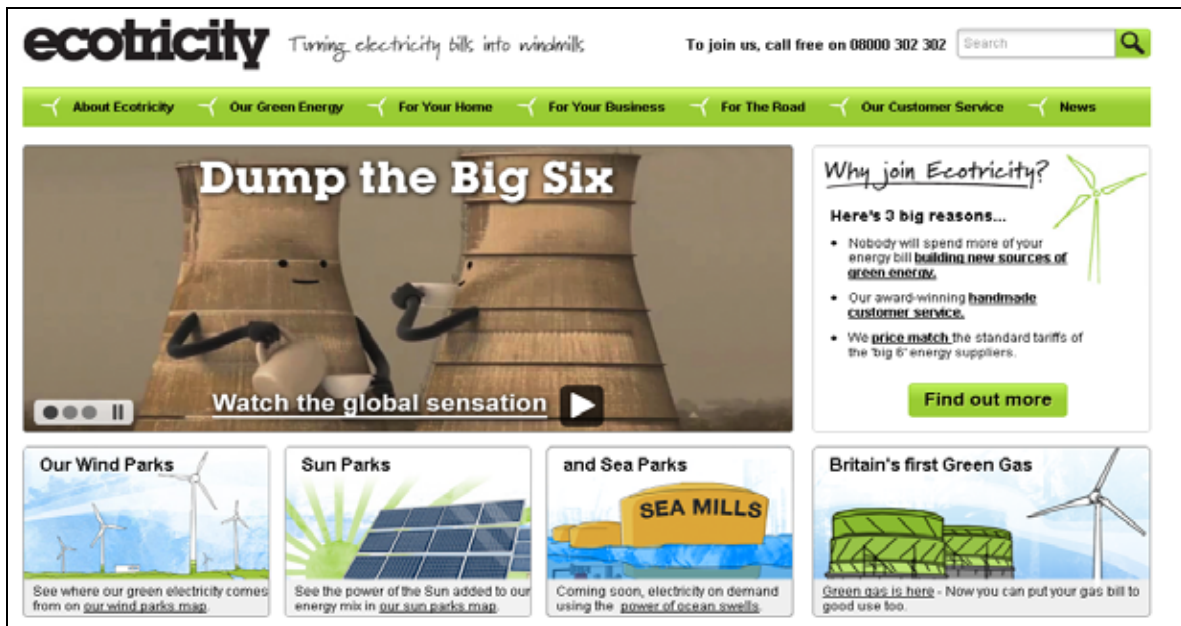 ecotricity
Turning electricity bills into windmills
To join us, call free on 08000 302 302
Search
About Ecotricity
Our Green Energy
For Your Home
For Your Business
For The Road
Our Customer Service
News
Dump the Big Six
Watch the global sensation
Why join Ecotricity?
Here's 3 big reasons...
• Nobody will spend more of your
energy bill building new sources of
green energy.
• Our award-winning handmade
customer service.
• We price match the standard tariffs of
the 'big 6' energy suppliers.
Find out more
Our Wind Parks
See where our green electricity comes
from on our wind parks map.
Sun Parks
See the power of the Sun added to our
energy mix in our sun parks map.
and Sea Parks
SEA MILLS
Coming soon, electricity on demand
using the power of ocean swells.
Britain's first Green Gas
Green gas is here - Now you can put your gas bill to
good use too.